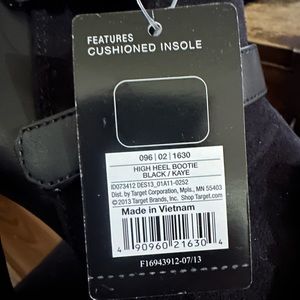 FEATURES
CUSHIONED INSOLE
096 | 02 | 1630
HIGH HEEL BOOTIE
BLACK / KAYE
ID073412 DES13_01A11-0252
Dist. by Target Corporation, Mpls., MN 55403
©2013 Target Brands, Inc. Shop Target.com
Made in Vietnam
4 90960 21630 4
F16943912-07/13